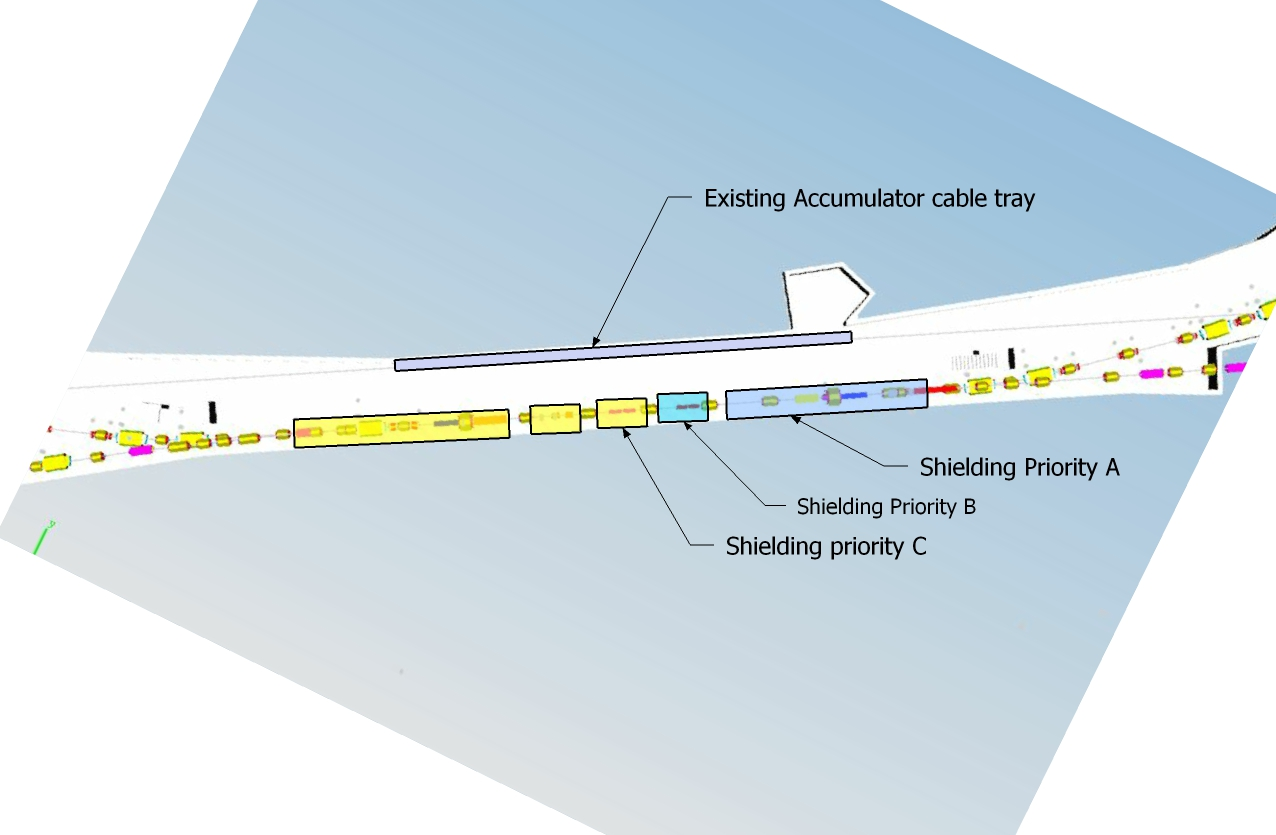 Existing Accumulator cable tray
Shielding Priority A
Shielding Priority B
Shielding priority C
y